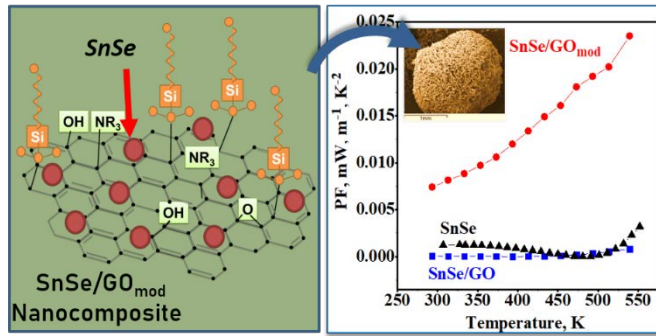 SnSe
Si
Si
Si
Si
OH
NR3
NR3
OH
O
SnSe/GOmod
Nanocomposite
PF, mW, m-1, K-2
0.025
0.020
0.015
0.010
0.005
0.000
SnSe/GOmod
SnSe
SnSe/GO
250 300 350 400 450 500 550 600
Temperature, K